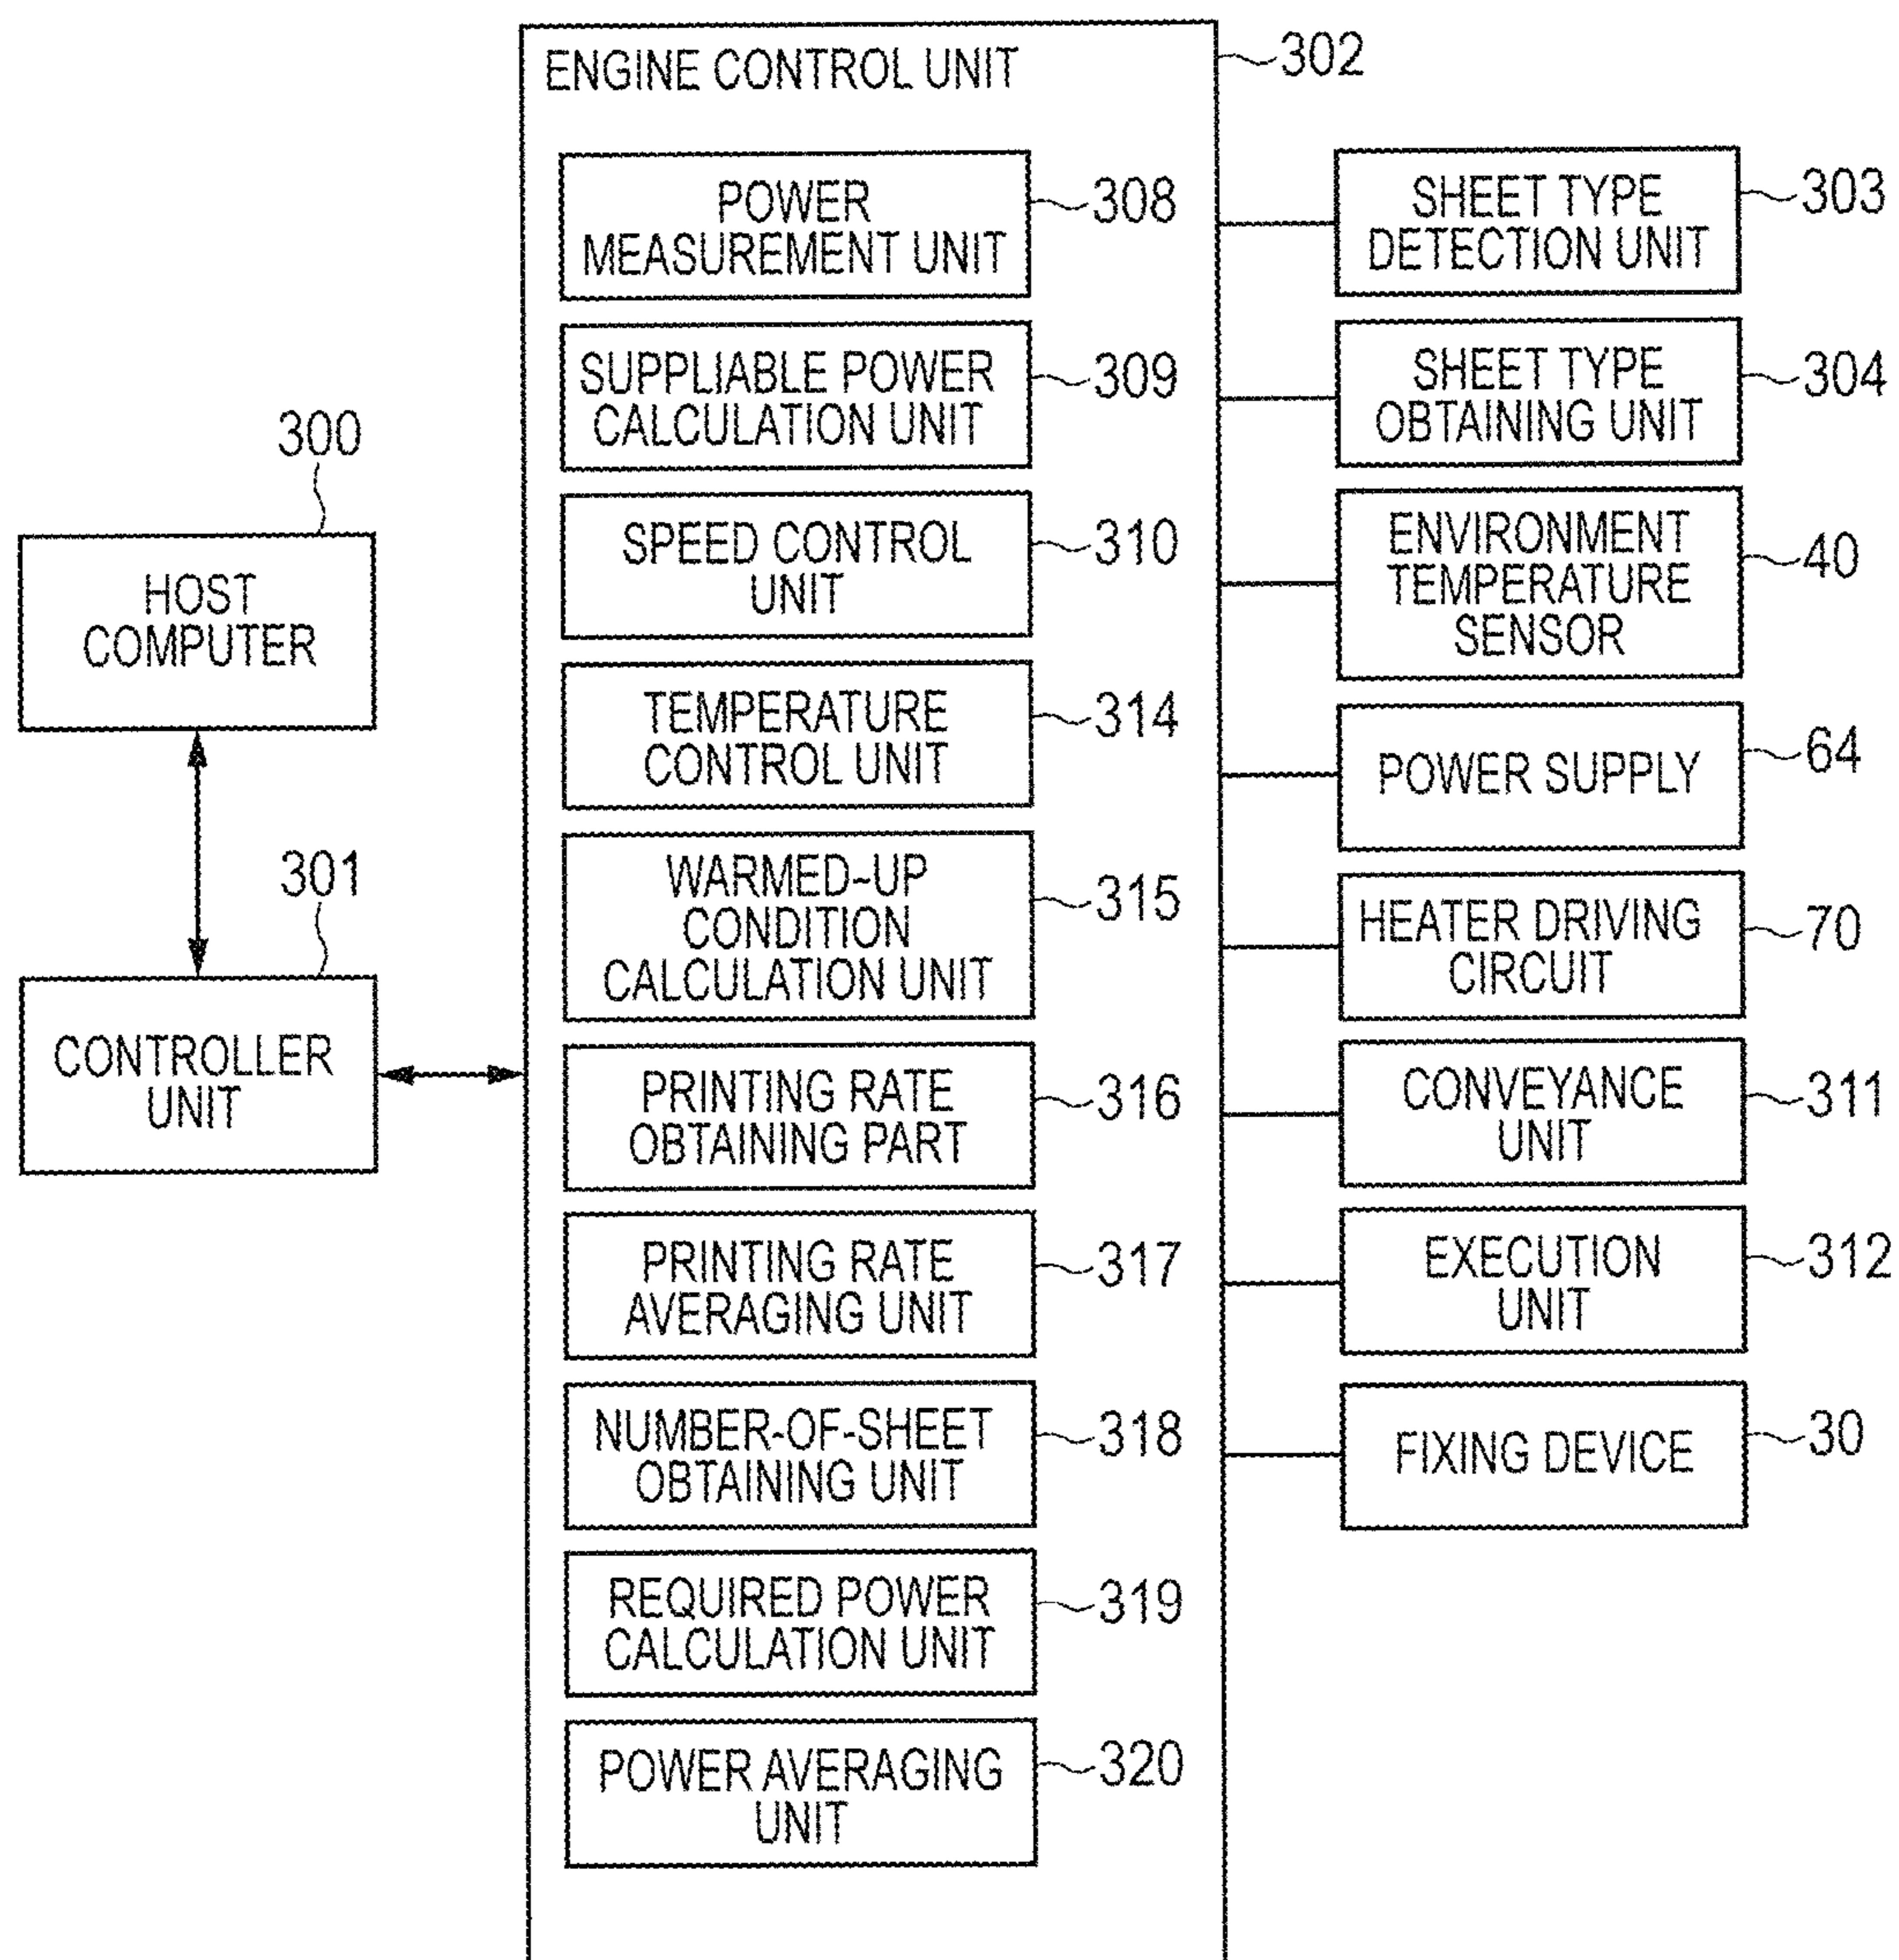 ENGINE CONTROL UNIT
302
POWER
MEASUREMENT UNIT
308
SUPPLIABLE POWER
CALCULATION UNIT
309
SPEED CONTROL
UNIT
310
TEMPERATURE
CONTROL UNIT
314
WARMED-UP
CONDITION
CALCULATION UNIT
315
PRINTING RATE
OBTAINING PART
316
PRINTING RATE
AVERAGING UNIT
317
NUMBER-OF-SHEET
OBTAINING UNIT
318
REQUIRED POWER
CALCULATION UNIT
319
POWER AVERAGING
UNIT
320
300
HOST
COMPUTER
301
CONTROLLER
UNIT
SHEET TYPE
DETECTION UNIT
303
SHEET TYPE
OBTAINING UNIT
304
ENVIRONMENT
TEMPERATURE
SENSOR
40
POWER SUPPLY
64
HEATER DRIVING
CIRCUIT
70
CONVEYANCE
UNIT
311
EXECUTION
UNIT
312
FIXING DEVICE
30